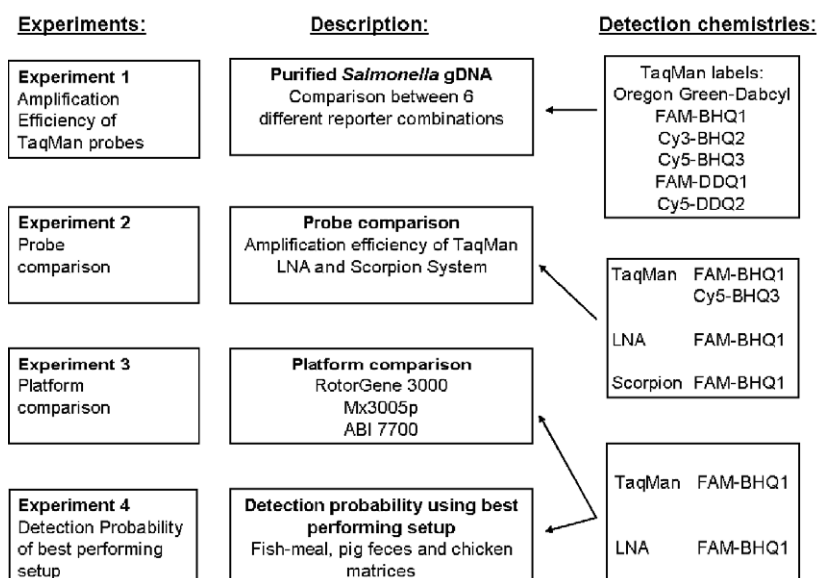 Experiments:
Description:
Detection chemistries:
Experiment 1
Amplification
Efficiency of
TaqMan probes
Purified Salmonella gDNA
Comparison between 6
different reporter combinations
TaqMan labels:
Oregon Green-Dabcyl
FAM-BHQ1
Cy3-BHQ2
Cy5-BHQ3
FAM-DDQ1
Cy5-DDQ2
Experiment 2
Probe
comparison
Probe comparison
Amplification efficiency of TaqMan
LNA and Scorpion System
TaqMan FAM-BHQ1
Cy5-BHQ3
LNA FAM-BHQ1
Scorpion FAM-BHQ1
Experiment 3
Platform
comparison
Platform comparison
RotorGene 3000
Mx3005p
ABI 7700
Experiment 4
Detection Probability
of best performing
setup
Detection probability using best
performing setup
Fish-meal, pig feces and chicken
matrices
TaqMan FAM-BHQ1
LNA FAM-BHQ1